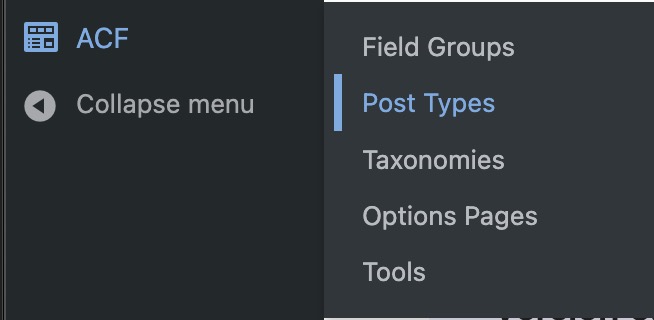 ACF
Collapse menu
Field Groups
Post Types
Taxonomies
Options Pages
Tools